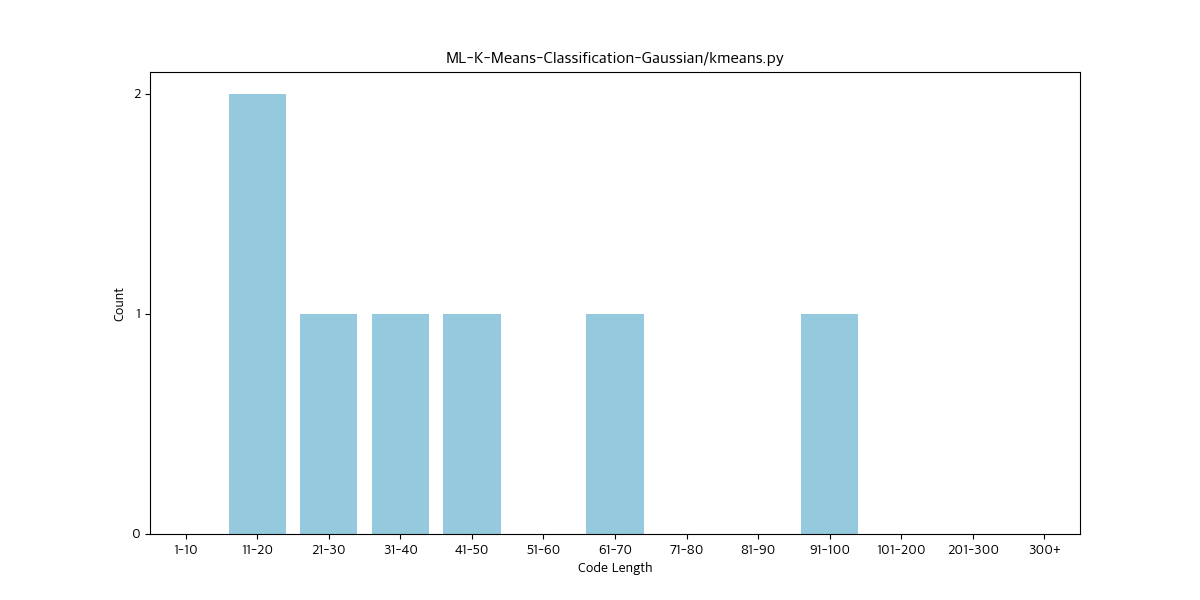 ML-K-Means-Classification-Gaussian/kmeans.py
Count
2
1
0
1-10 11-20 21-30 31-40 41-50 51-60 61-70 71-80 81-90 91-100 101-200 201-300 300+
Code Length